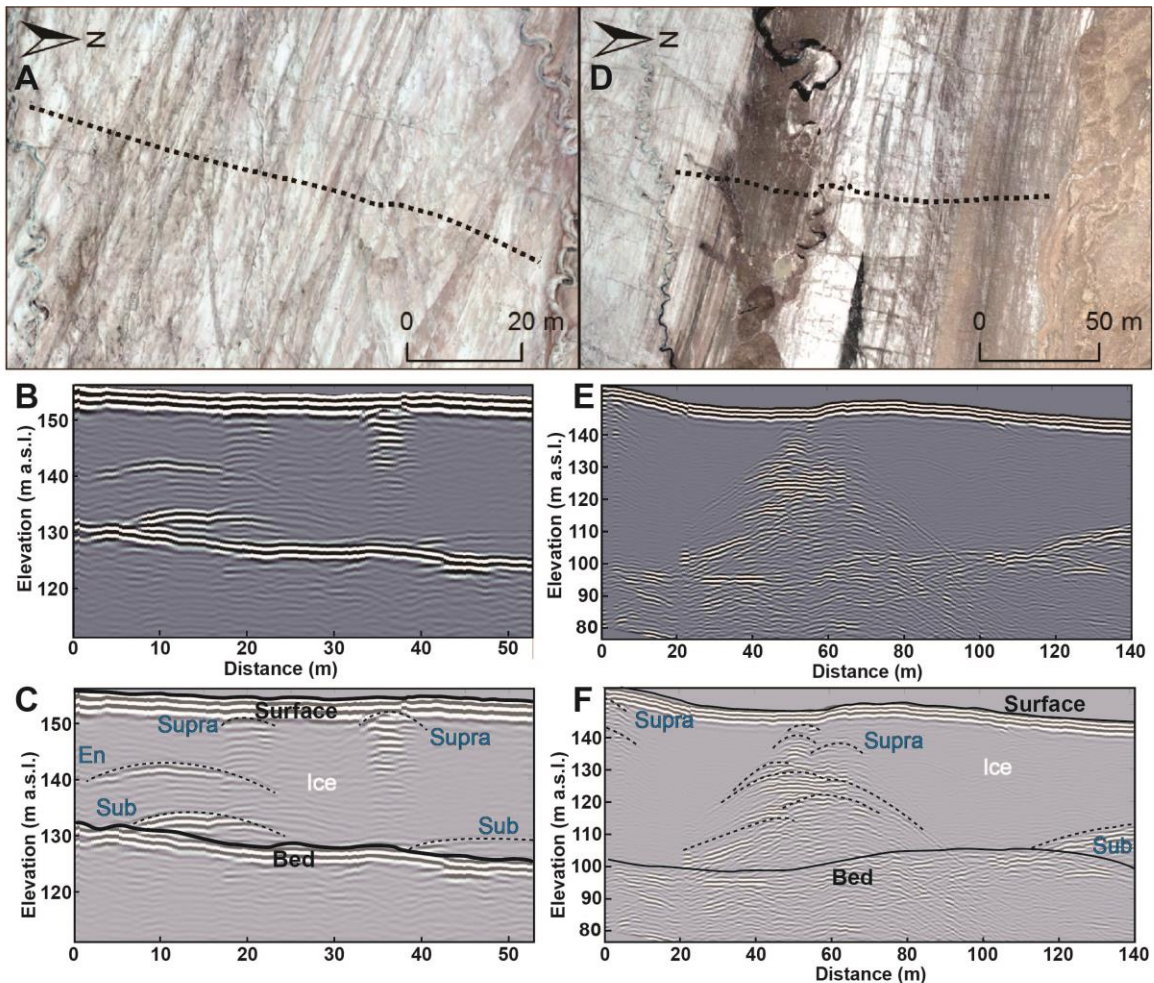 A
N
0 20 m
D
N
0 50 m
B
Elevation (m a.s.l.)
150
140
130
120
0 10 20 30 40 50
Distance (m)
E
Elevation (m a.s.l.)
140
130
120
110
100
90
80
0 20 40 60 80 100 120 140
Distance (m)
C
Elevation (m a.s.l.)
150
140
130
120
Surface
Supra
Supra
En
Ice
Sub
Sub
Bed
0 10 20 30 40 50
Distance (m)
F
Elevation (m a.s.l.)
140
130
120
110
100
90
80
Surface
Supra
Supra
Ice
Sub
Bed
0 20 40 60 80 100 120 140
Distance (m)